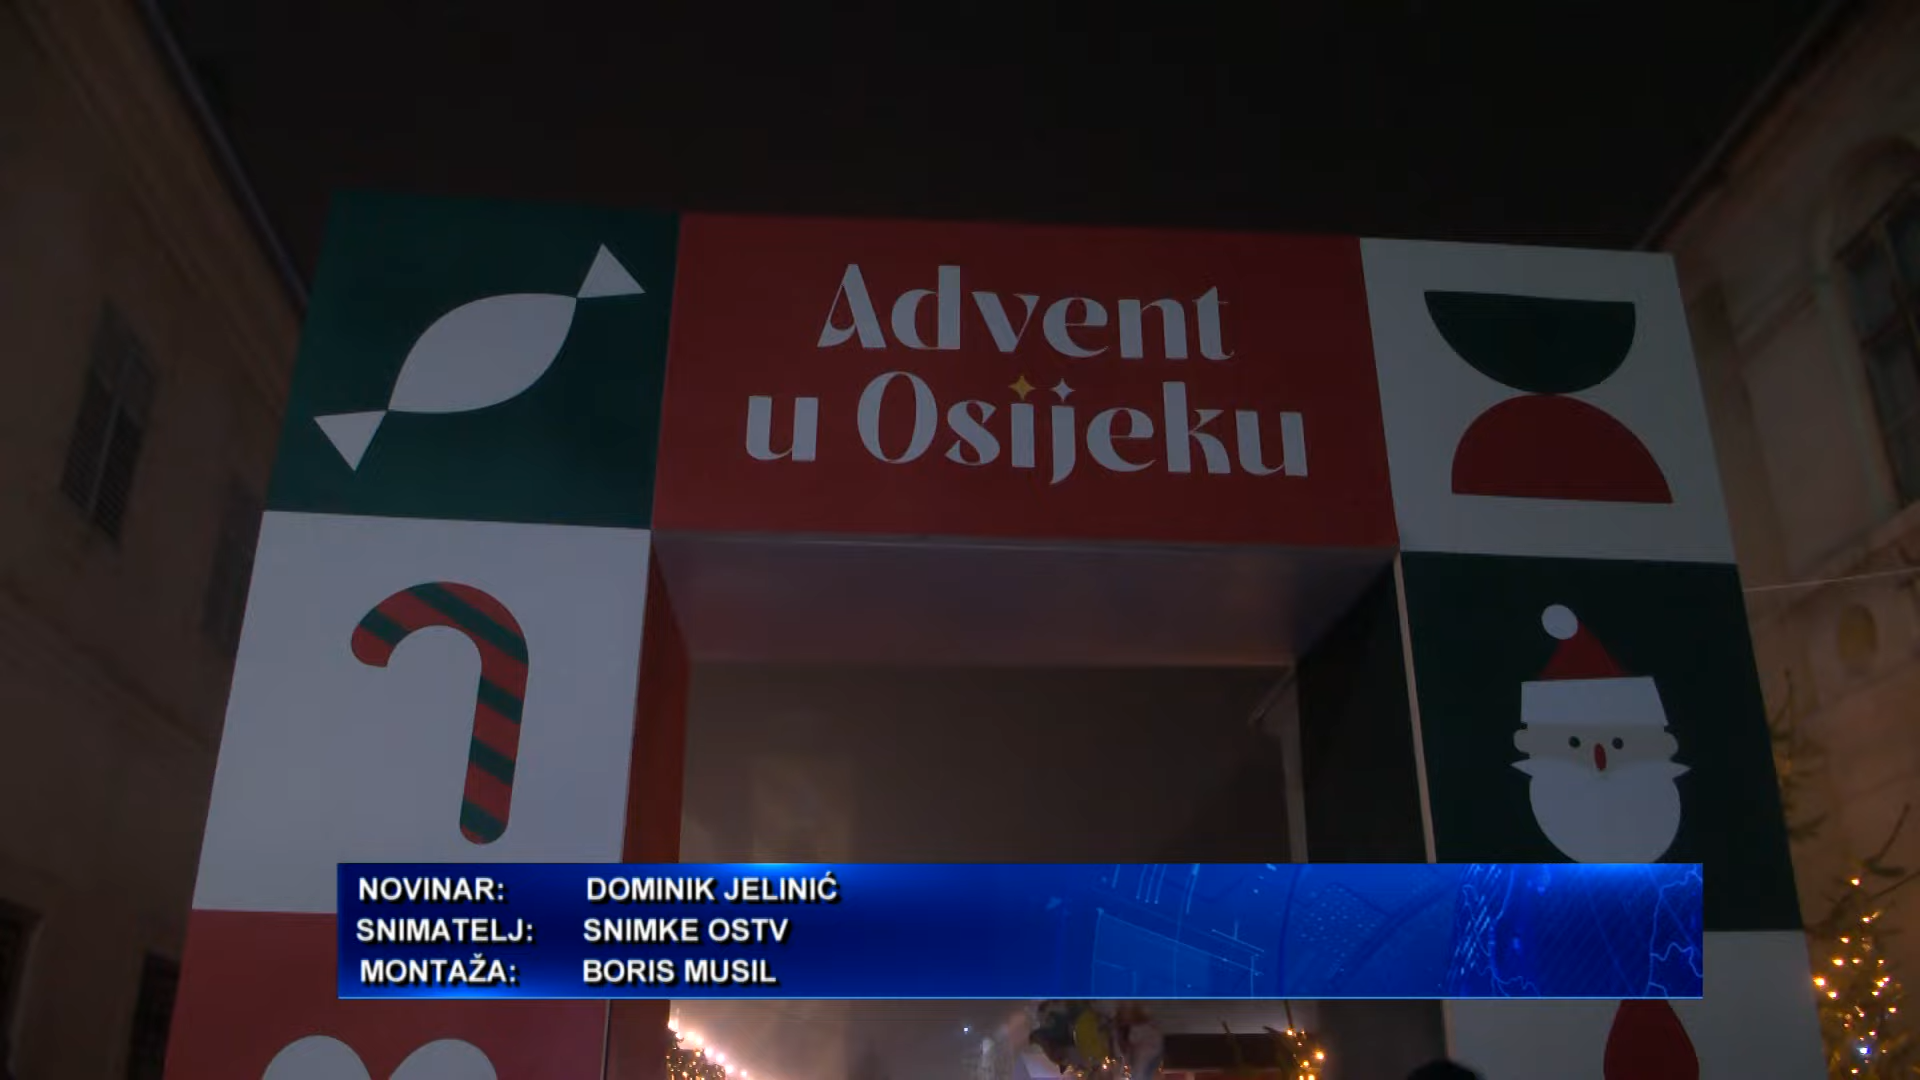 Advent
u Osijeku
NOVINAR: DOMINIK JELINIĆ
SNIMATELJ: SNIMKE OSTV
MONTAŽA: BORIS MUSIL